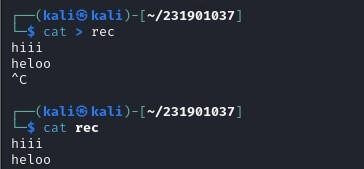 ┌──(kali㉿kali)-[~/231901037]
└─$ cat > rec
hiii
heloo
^C
┌──(kali㉿kali)-[~/231901037]
└─$ cat rec
hiii
heloo